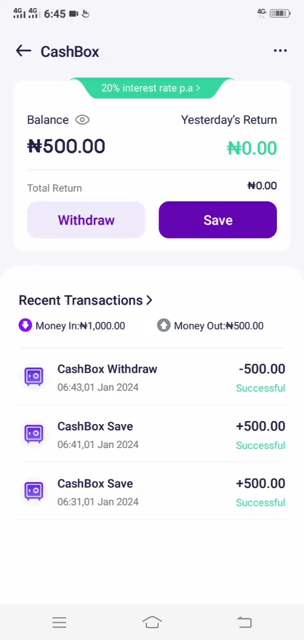 4G 4G 6:45 4G
CashBox
20% interest rate p.a >
Balance Yesterday's Return
₦500.00 ₦0.00
Total Return ₦0.00
Withdraw Save
Recent Transactions >
Money In:₦1,000.00 Money Out:₦500.00
CashBox Withdraw -500.00
06:43,01 Jan 2024 Successful
CashBox Save +500.00
06:41,01 Jan 2024 Successful
CashBox Save +500.00
06:31,01 Jan 2024 Successful